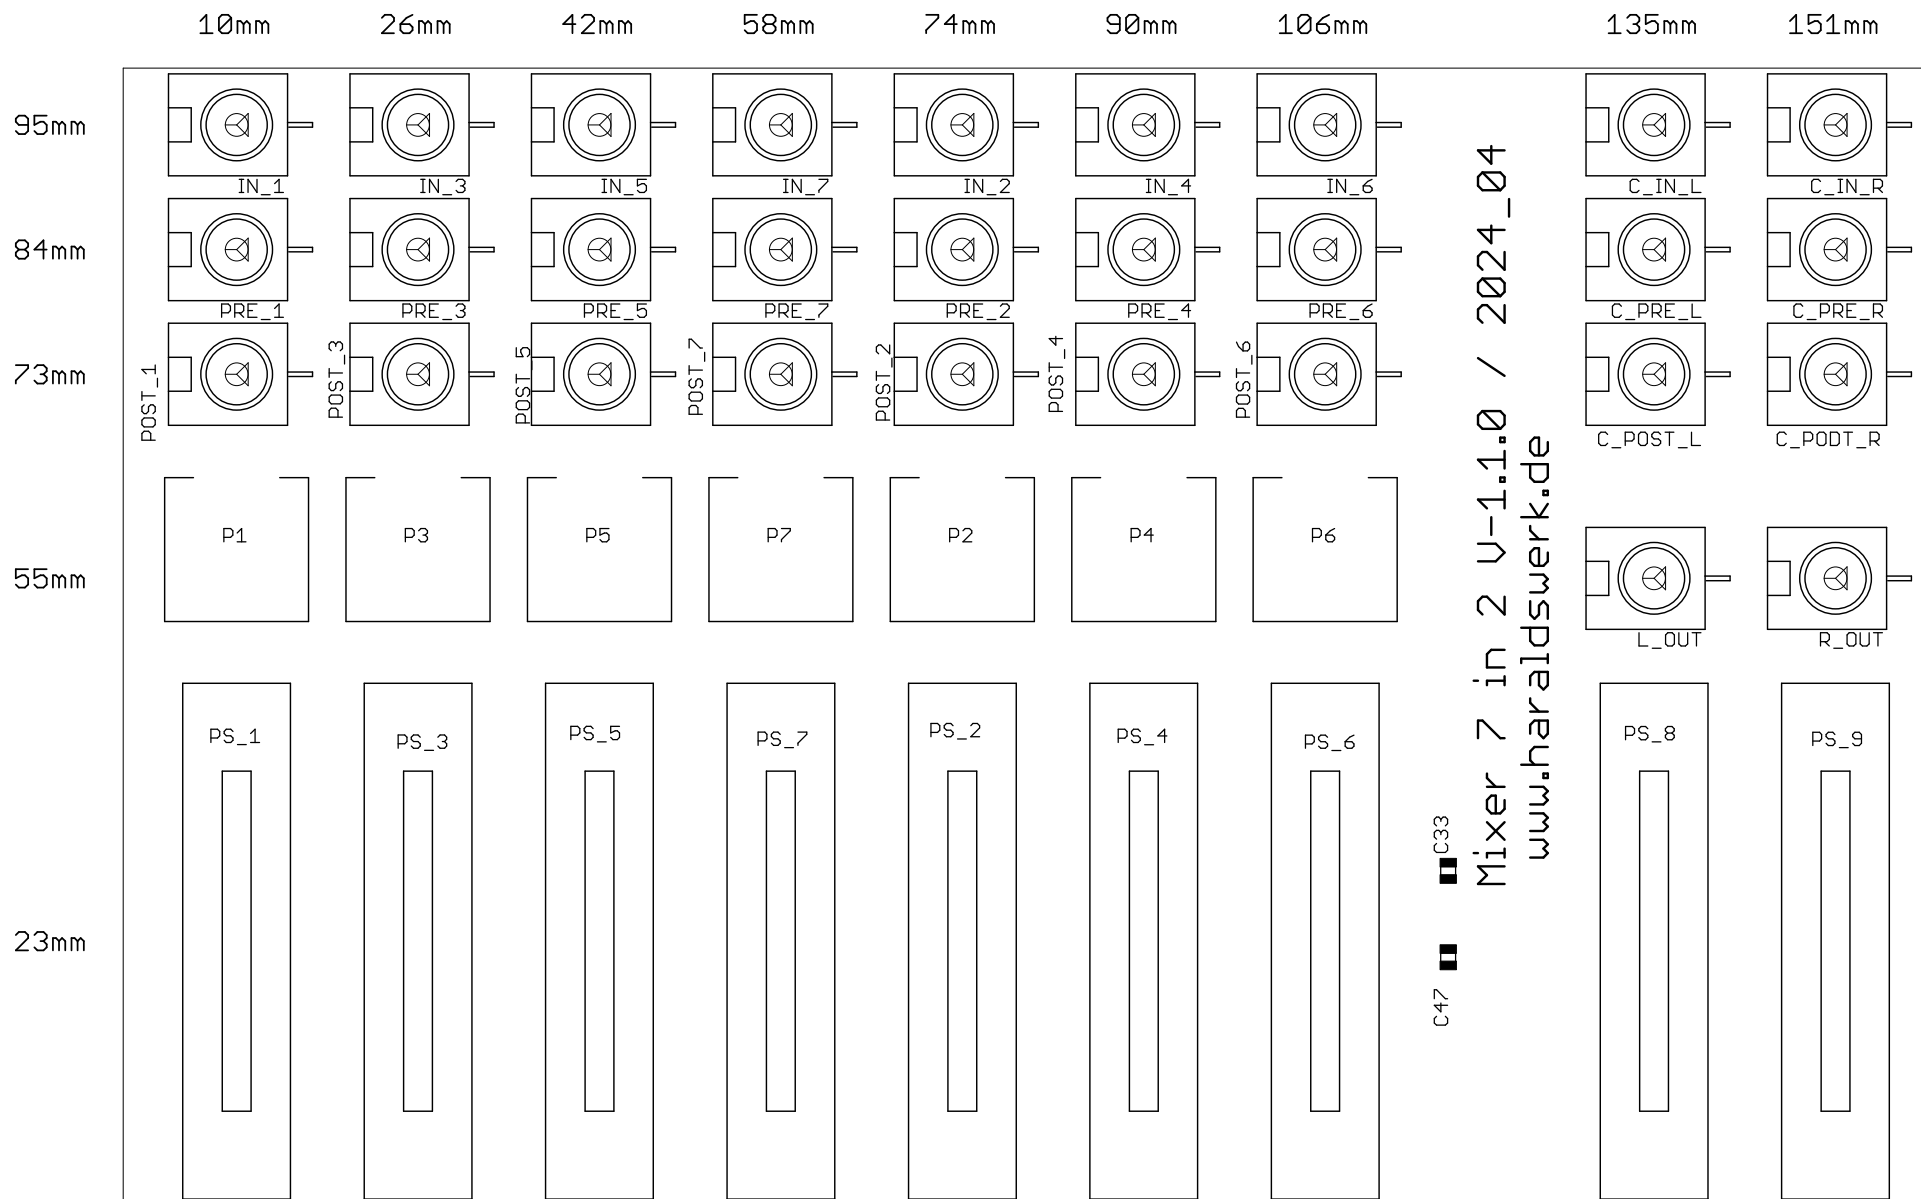 10mm 26mm 42mm 58mm 74mm 90mm 106mm 135mm 151mm
95mm
IN_1 IN_3 IN_5 IN_7 IN_2 IN_4 IN_6 C_IN_L C_IN_R
84mm
PRE_1 PRE_3 PRE_5 PRE_7 PRE_2 PRE_4 PRE_6 C_PRE_L C_PRE_R
73mm
POST_1 POST_3 POST_5 POST_7 POST_2 POST_4 POST_6 C_POST_L C_PODT_R
P1 P3 P5 P7 P2 P4 P6
55mm
L_OUT R_OUT
PS_1 PS_3 PS_5 PS_7 PS_2 PS_4 PS_6 PS_8 PS_9
23mm
C33
C47
Mixer 7 in 2 V-1.1.0 / 2024_04
www.haraldswerk.de